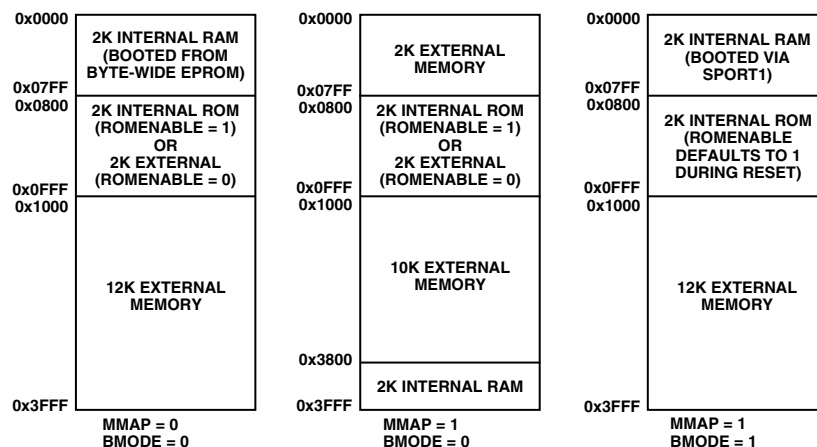 0x0000
2K INTERNAL RAM
(BOOTED FROM
BYTE-WIDE EPROM)
0x07FF
0x0800
2K INTERNAL ROM
(ROMENABLE = 1)
OR
2K EXTERNAL
(ROMENABLE = 0)
0x0FFF
0x1000
12K EXTERNAL
MEMORY
0x3FFF
MMAP = 0
BMODE = 0
0x0000
2K EXTERNAL
MEMORY
0x07FF
0x0800
2K INTERNAL ROM
(ROMENABLE = 1)
OR
2K EXTERNAL
(ROMENABLE = 0)
0x0FFF
0x1000
10K EXTERNAL
MEMORY
0x3800
2K INTERNAL RAM
0x3FFF
MMAP = 1
BMODE = 0
0x0000
2K INTERNAL RAM
(BOOTED VIA
SPORT1)
0x07FF
0x0800
2K INTERNAL ROM
(ROMENABLE
DEFAULTS TO 1
DURING RESET)
0x0FFF
0x1000
12K EXTERNAL
MEMORY
0x3FFF
MMAP = 1
BMODE = 1